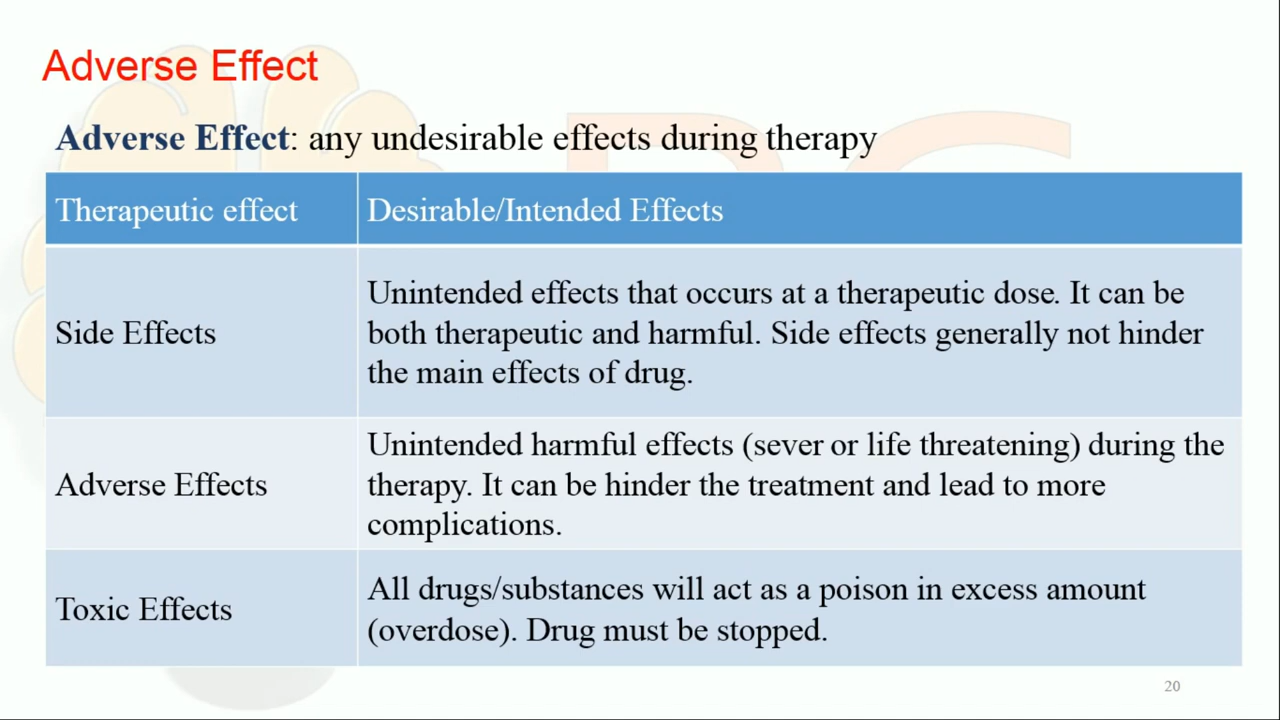 Adverse Effect
Adverse Effect: any undesirable effects during therapy
Therapeutic effect
Desirable/Intended Effects
Side Effects
Unintended effects that occurs at a therapeutic dose. It can be
both therapeutic and harmful. Side effects generally not hinder
the main effects of drug.
Adverse Effects
Unintended harmful effects (sever or life threatening) during the
therapy. It can be hinder the treatment and lead to more
complications.
Toxic Effects
All drugs/substances will act as a poison in excess amount
(overdose). Drug must be stopped.
20